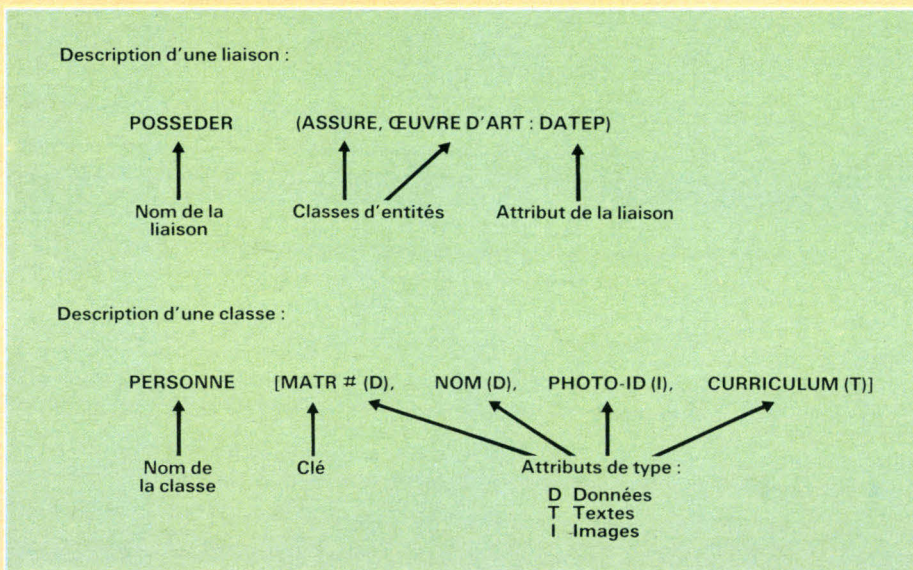 Description d'une liaison :
POSSEDER (ASSURE, ŒUVRE D'ART : DATEP)
Nom de la liaison
Classes d'entités
Attribut de la liaison
Description d'une classe :
PERSONNE [MATR # (D), NOM (D), PHOTO-ID (I), CURRICULUM (T)]
Nom de
la classe
Clé
Attributs de type :
D Données
T Textes
I Images